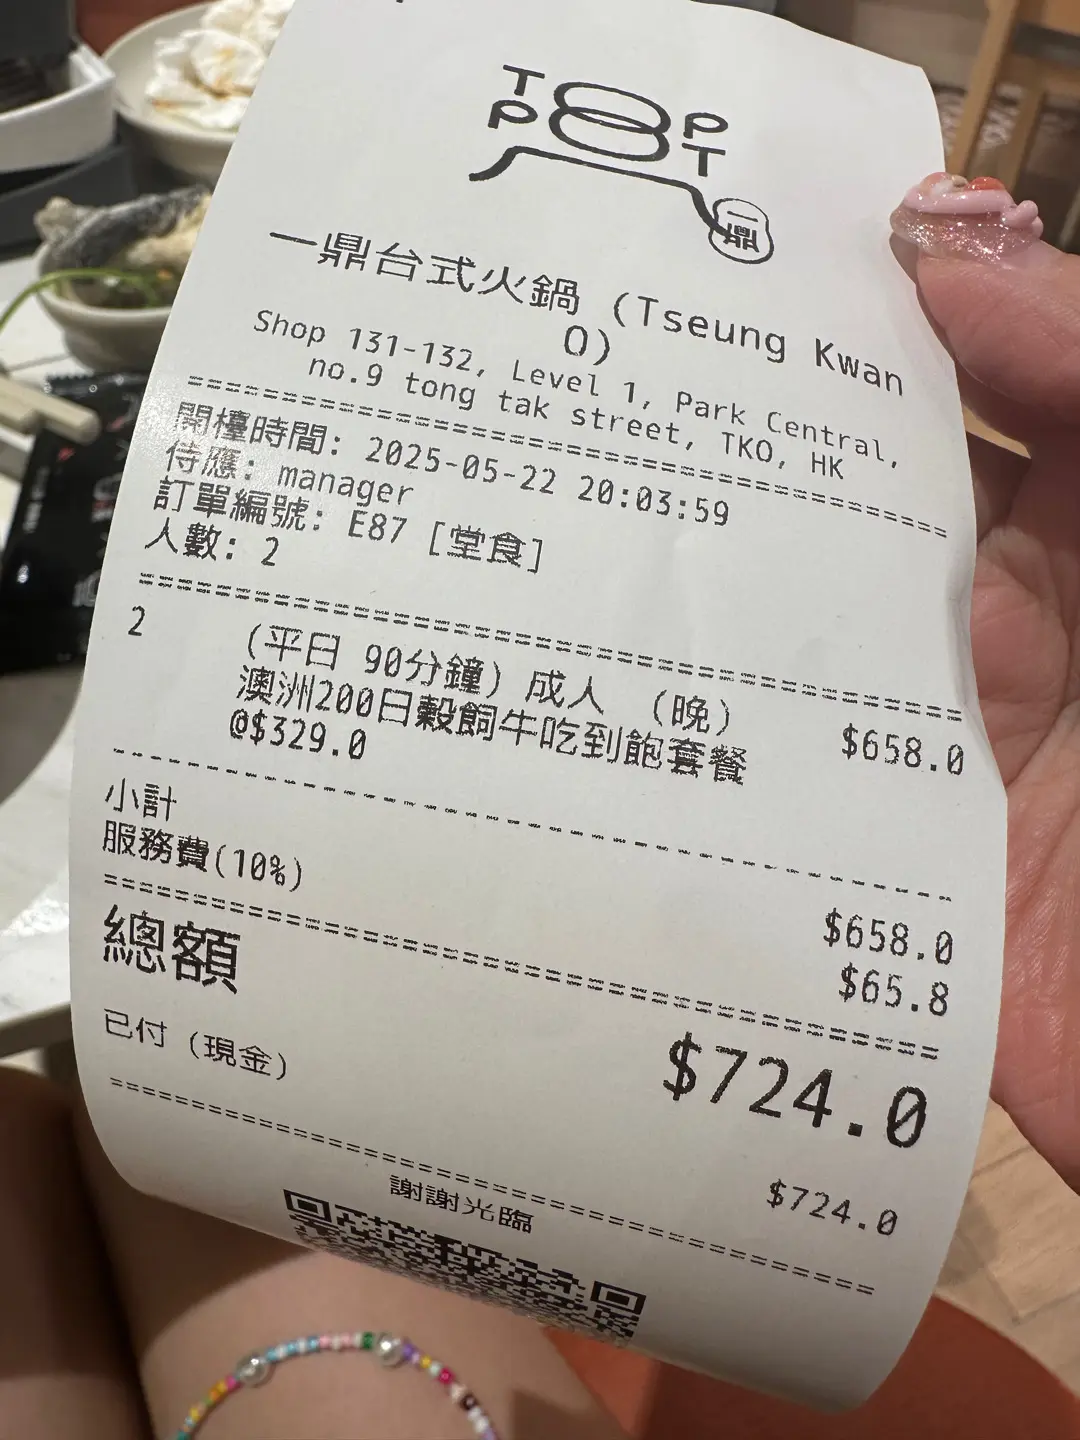 TOP
POT
一鼎
一鼎台式火鍋 (Tseung Kwan
O)
Shop 131-132, Level 1, Park Central,
no.9 tong tak street, TKO, HK
開檯時間: 2025-05-22 20:03:59
侍應: manager
訂單編號: E87 [堂食]
人數: 2
2 (平日 90分鐘) 成人 (晚) $658.0
澳洲200日穀飼牛吃到飽套餐
@$329.0
小計 $658.0
服務費(10%) $65.8
總額 $724.0
已付 (現金) $724.0
謝謝光臨